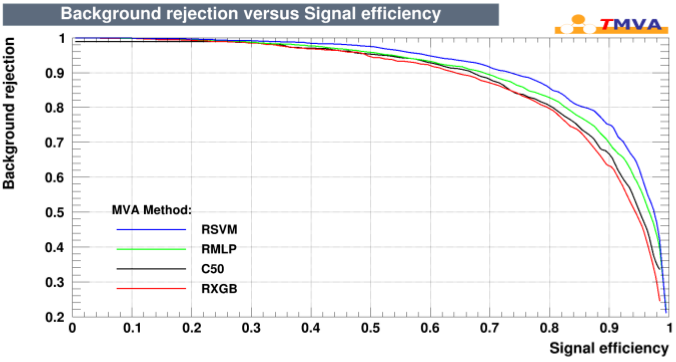 Background rejection versus Signal efficiency
TMVA
Background rejection
1
0.9
0.8
0.7
0.6
0.5
0.4
0.3
0.2
MVA Method:
RSVM
RMLP
C50
RXGB
0 0.1 0.2 0.3 0.4 0.5 0.6 0.7 0.8 0.9 1
Signal efficiency